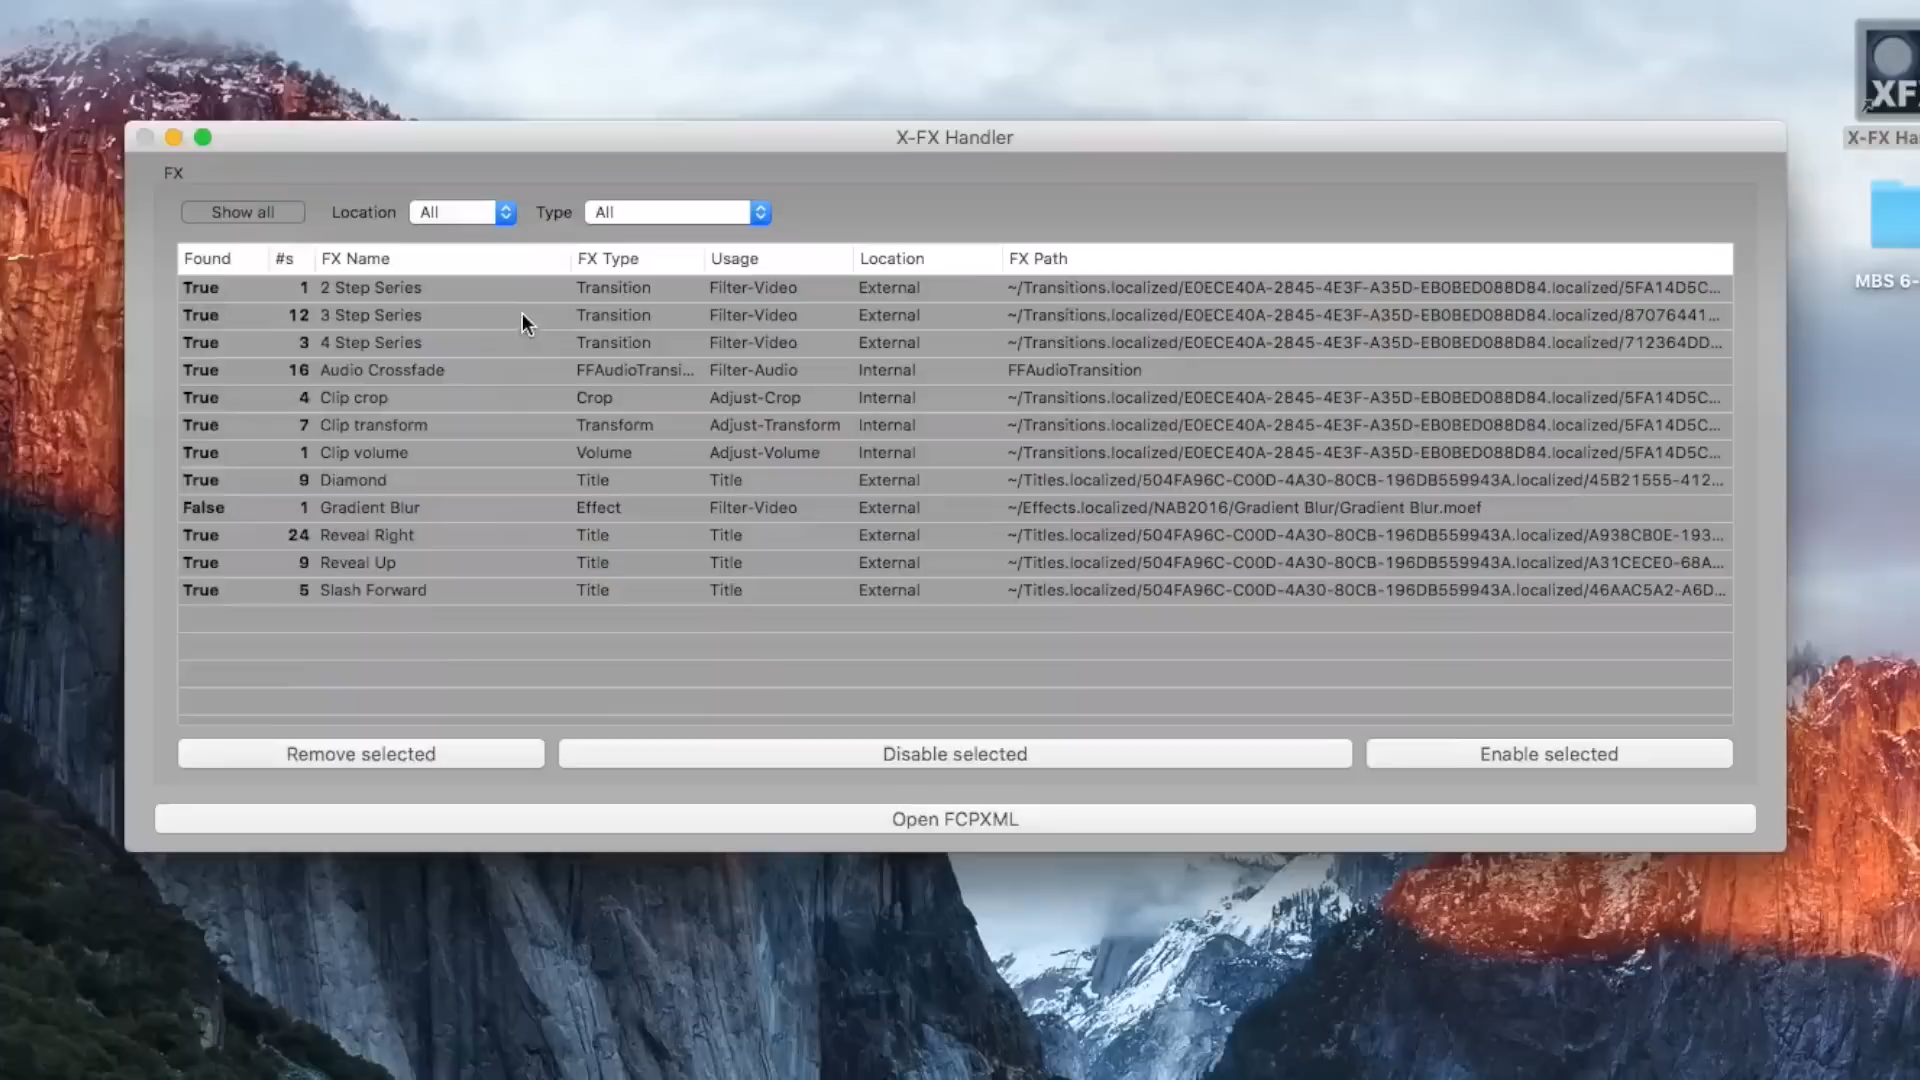 X-FX Handler
FX
Show all Location All Type All
Found #s FX Name FX Type Usage Location FX Path
True 1 2 Step Series Transition Filter-Video External ~/Transitions.localized/E0ECE40A-2845-4E3F-A35D-EB0BED088D84.localized/5FA14D5C...
True 12 3 Step Series Transition Filter-Video External ~/Transitions.localized/E0ECE40A-2845-4E3F-A35D-EB0BED088D84.localized/87076441...
True 3 4 Step Series Transition Filter-Video External ~/Transitions.localized/E0ECE40A-2845-4E3F-A35D-EB0BED088D84.localized/712364DD...
True 16 Audio Crossfade FFAudioTransi... Filter-Audio Internal FFAudioTransition
True 4 Clip crop Crop Adjust-Crop Internal ~/Transitions.localized/E0ECE40A-2845-4E3F-A35D-EB0BED088D84.localized/5FA14D5C...
True 7 Clip transform Transform Adjust-Transform Internal ~/Transitions.localized/E0ECE40A-2845-4E3F-A35D-EB0BED088D84.localized/5FA14D5C...
True 1 Clip volume Volume Adjust-Volume Internal ~/Transitions.localized/E0ECE40A-2845-4E3F-A35D-EB0BED088D84.localized/5FA14D5C...
True 9 Diamond Title Title External ~/Titles.localized/504FA96C-C00D-4A30-80CB-196DB559943A.localized/45B21555-412...
False 1 Gradient Blur Effect Filter-Video External ~/Effects.localized/NAB2016/Gradient Blur/Gradient Blur.moef
True 24 Reveal Right Title Title External ~/Titles.localized/504FA96C-C00D-4A30-80CB-196DB559943A.localized/A938CB0E-193...
True 9 Reveal Up Title Title External ~/Titles.localized/504FA96C-C00D-4A30-80CB-196DB559943A.localized/A31CECE0-68A...
True 5 Slash Forward Title Title External ~/Titles.localized/504FA96C-C00D-4A30-80CB-196DB559943A.localized/46AAC5A2-A6D...
Remove selected Disable selected Enable selected
Open FCPXML
XF
X-FX Ha
MBS 6-